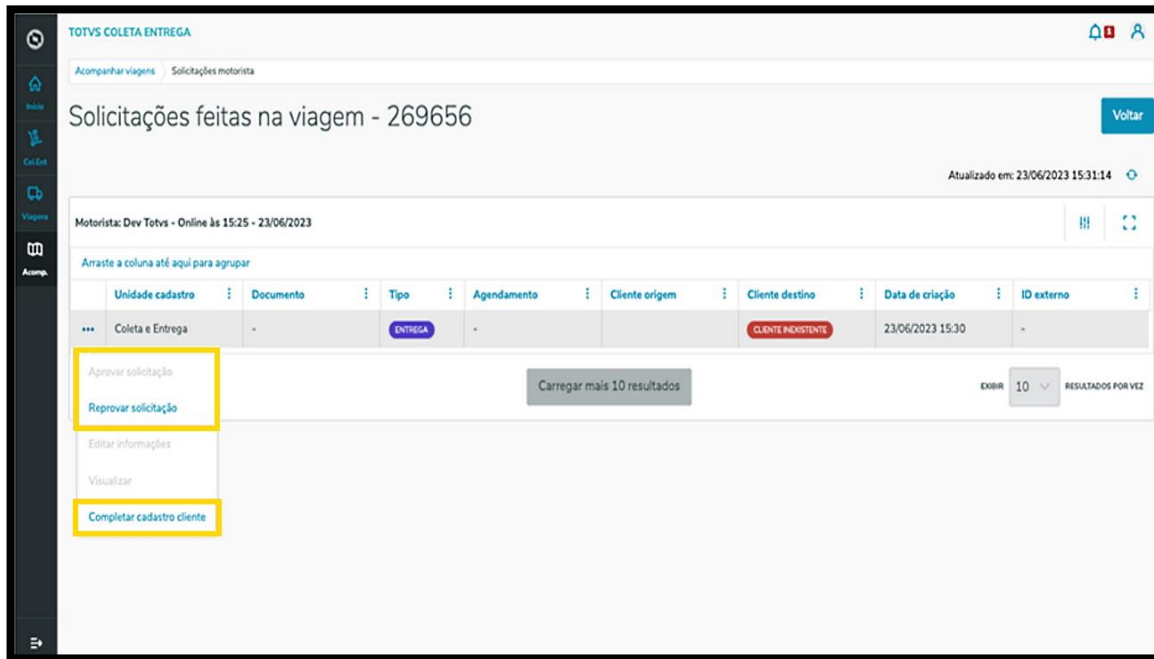 TOTVS COLETA ENTREGA
1
Acompanhar viagens Solicitações motorista
Início
Solicitações feitas na viagem - 269656
Voltar
Col.Ent
Atualizado em: 23/06/2023 15:31:14
Viagens
Motorista: Dev Totvs - Online às 15:25 - 23/06/2023
Acomp.
Arraste a coluna até aqui para agrupar
Unidade cadastro Documento Tipo Agendamento Cliente origem Cliente destino Data de criação ID externo
Coleta e Entrega - ENTREGA - CLIENTE INEXISTENTE 23/06/2023 15:30 -
Aprovar solicitação
Carregar mais 10 resultados
EXIBIR 10 RESULTADOS POR VEZ
Reprovar solicitação
Editar informações
Visualizar
Completar cadastro cliente